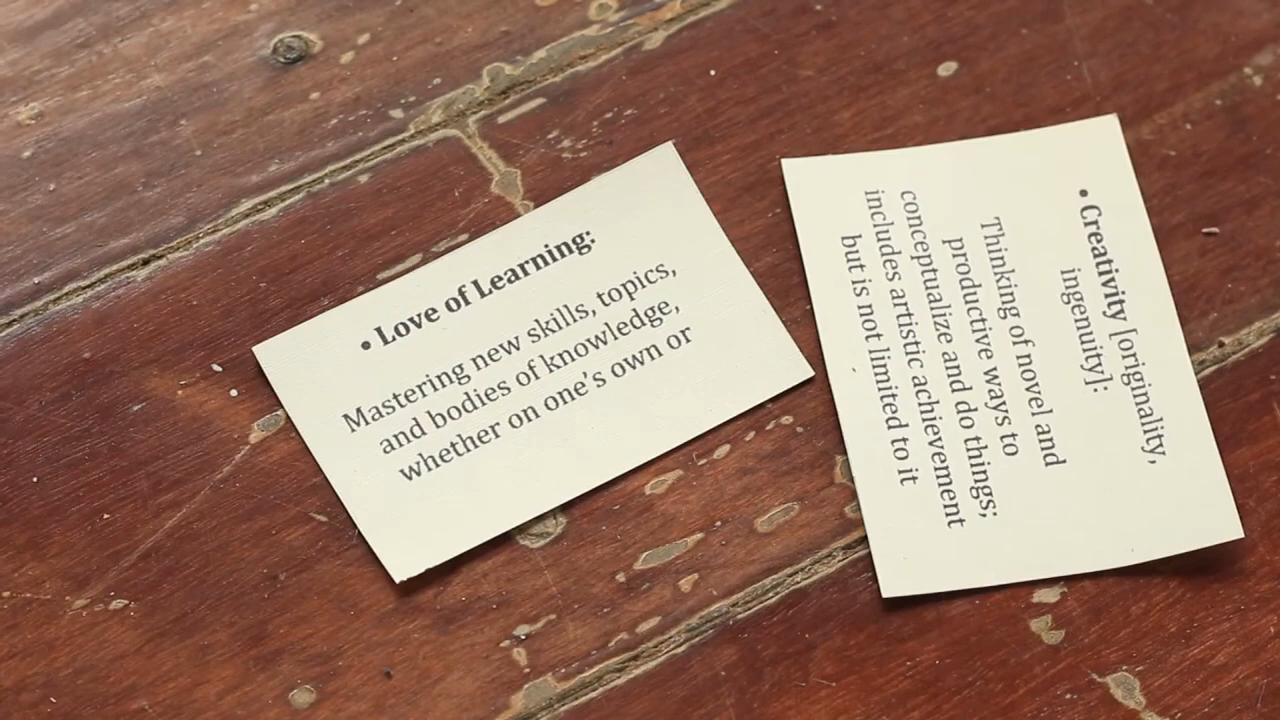 • Love of Learning:
Mastering new skills, topics,
and bodies of knowledge,
whether on one's own or
• Creativity [originality,
ingenuity]:
Thinking of novel and
productive ways to
conceptualize and do things;
includes artistic achievement
but is not limited to it